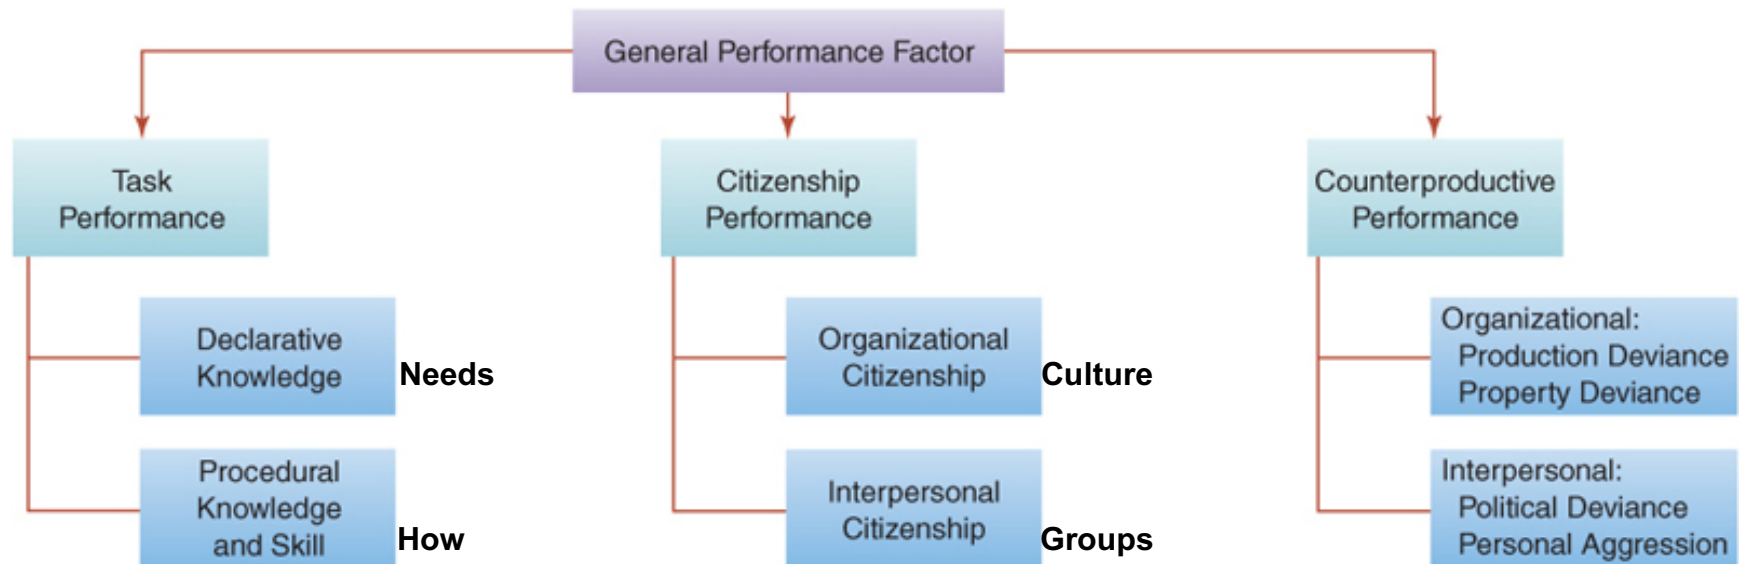 General Performance Factor
Task
Performance
Declarative
Knowledge
Needs
Procedural
Knowledge
and Skill
How
Citizenship
Performance
Organizational
Citizenship
Culture
Interpersonal
Citizenship
Groups
Counterproductive
Performance
Organizational:
Production Deviance
Property Deviance
Interpersonal:
Political Deviance
Personal Aggression